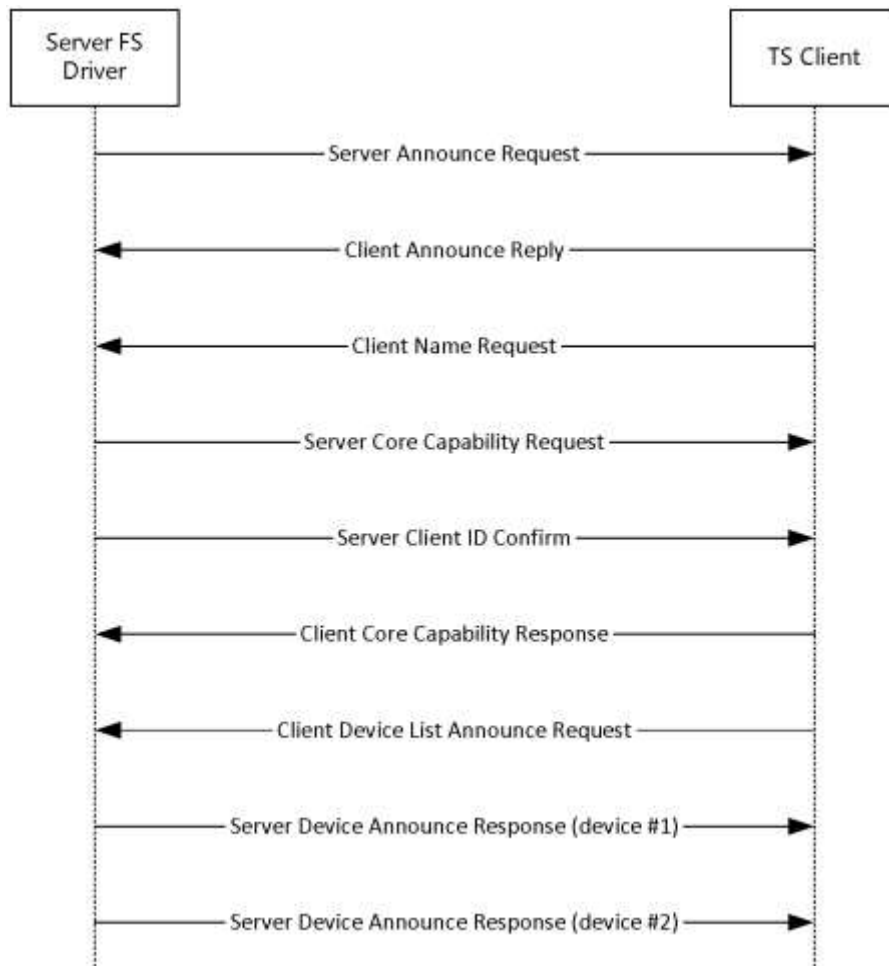 Server FS
Driver
TS Client
Server Announce Request
Client Announce Reply
Client Name Request
Server Core Capability Request
Server Client ID Confirm
Client Core Capability Response
Client Device List Announce Request
Server Device Announce Response (device #1)
Server Device Announce Response (device #2)